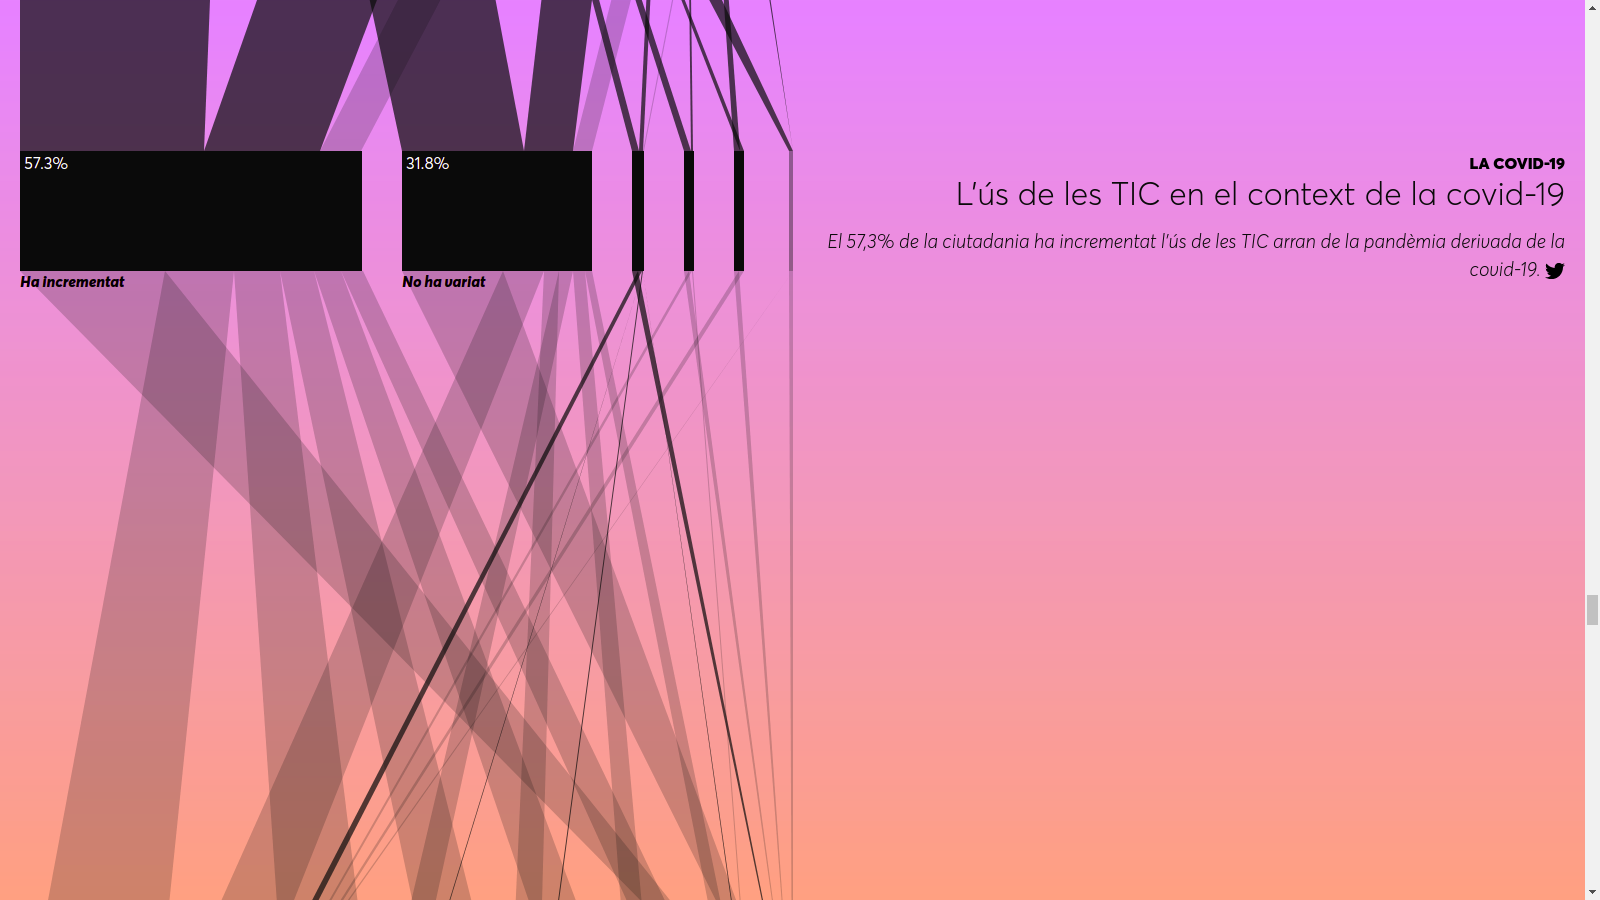 57.3%
31.8%
Ha incrementat
No ha variat
LA COVID-19
L'ús de les TIC en el context de la covid-19
El 57,3% de la ciutadania ha incrementat l'ús de les TIC arran de la pandèmia derivada de la
covid-19.